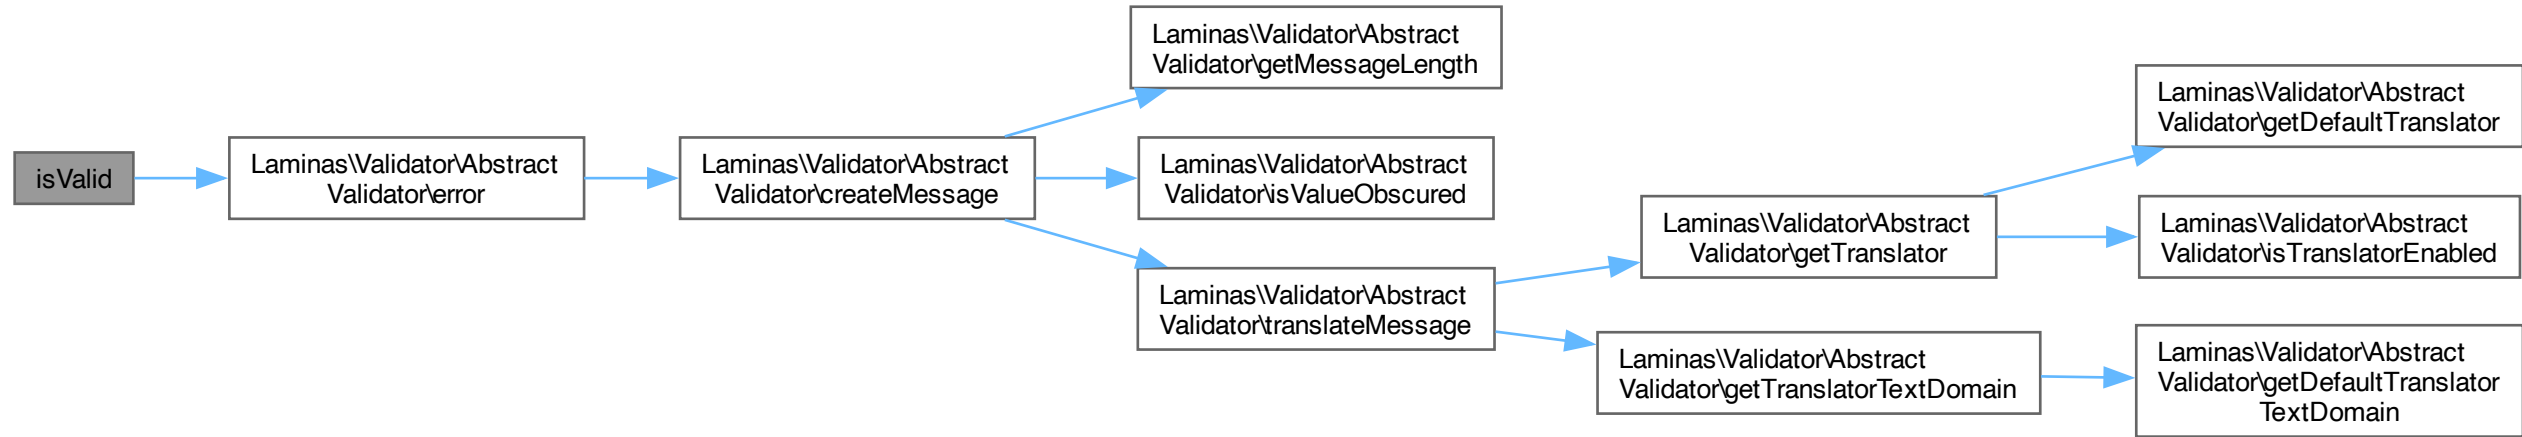 isValid
Laminas\Validator\Abstract
Validator\error
Laminas\Validator\Abstract
Validator\createMessage
Laminas\Validator\Abstract
Validator\getMessageLength
Laminas\Validator\Abstract
Validator\isValueObscured
Laminas\Validator\Abstract
Validator\translateMessage
Laminas\Validator\Abstract
Validator\getTranslator
Laminas\Validator\Abstract
Validator\getTranslatorTextDomain
Laminas\Validator\Abstract
Validator\getDefaultTranslator
Laminas\Validator\Abstract
Validator\isTranslatorEnabled
Laminas\Validator\Abstract
Validator\getDefaultTranslator
TextDomain